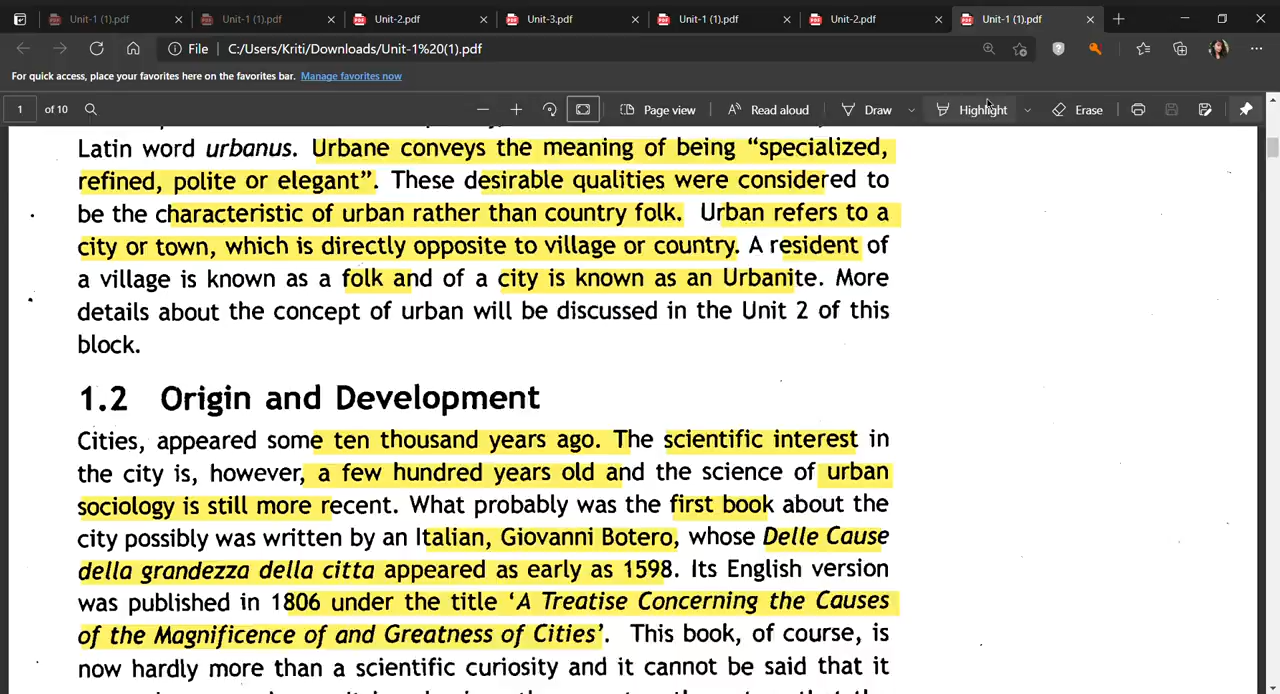 Unit-1 (1).pdf Unit-1 (1).pdf Unit-2.pdf Unit-3.pdf Unit-1 (1).pdf Unit-2.pdf Unit-1 (1).pdf
File C:/Users/Kriti/Downloads/Unit-1%20(1).pdf
For quick access, place your favorites here on the favorites bar. Manage favorites now
1 of 10 Page view Read aloud Draw Highlight Erase
Latin word urbanus. Urbane conveys the meaning of being “specialized,
refined, polite or elegant”. These desirable qualities were considered to
be the characteristic of urban rather than country folk. Urban refers to a
city or town, which is directly opposite to village or country. A resident of
a village is known as a folk and of a city is known as an Urbanite. More
details about the concept of urban will be discussed in the Unit 2 of this
block.
1.2 Origin and Development
Cities, appeared some ten thousand years ago. The scientific interest in
the city is, however, a few hundred years old and the science of urban
sociology is still more recent. What probably was the first book about the
city possibly was written by an Italian, Giovanni Botero, whose Delle Cause
della grandezza della citta appeared as early as 1598. Its English version
was published in 1806 under the title ‘A Treatise Concerning the Causes
of the Magnificence of and Greatness of Cities’. This book, of course, is
now hardly more than a scientific curiosity and it cannot be said that it